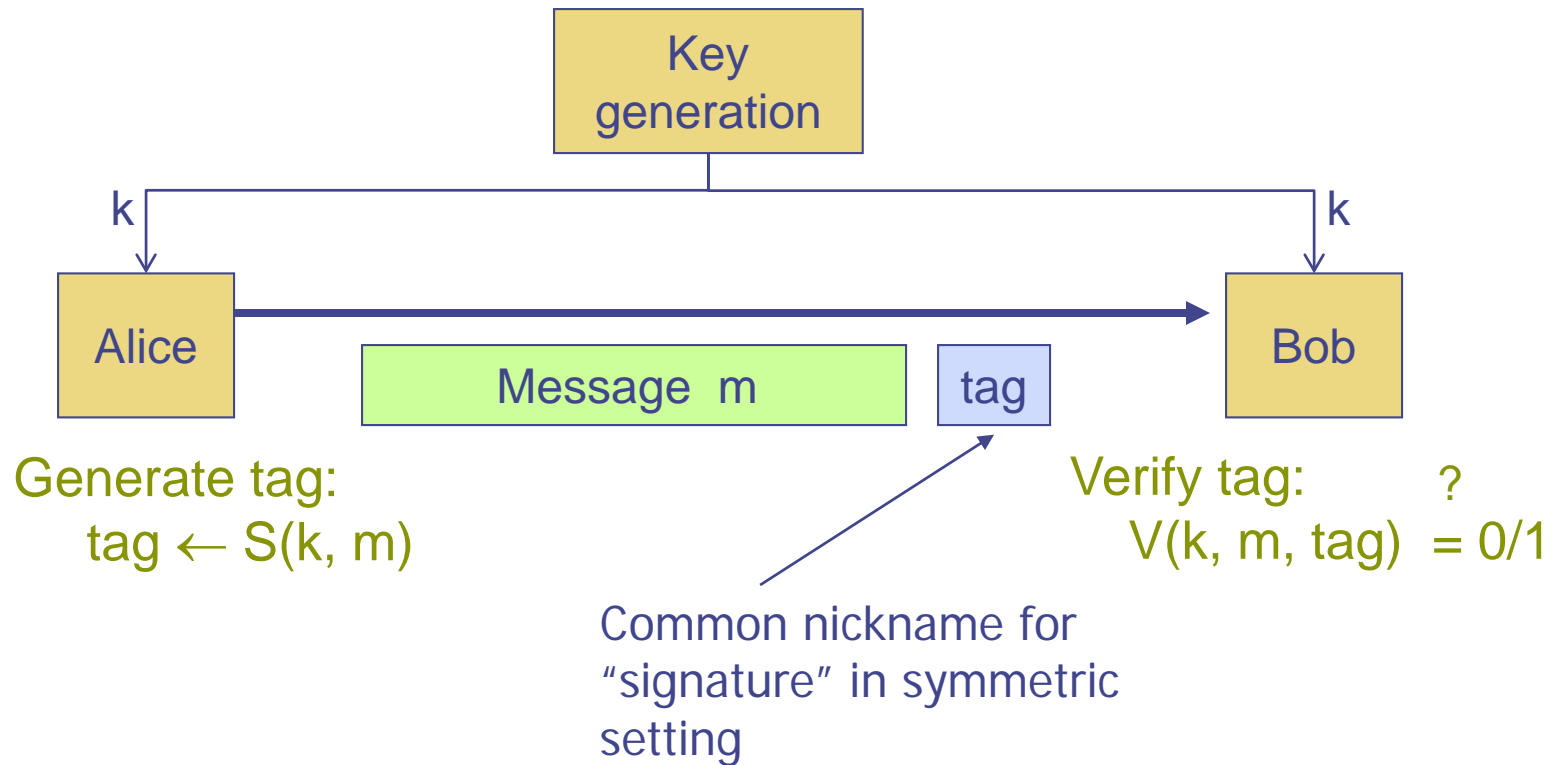 Key
generation
k
k
Alice
Bob
Message m
tag
Generate tag:
tag ← S(k, m)
Verify tag: ?
V(k, m, tag) = 0/1
Common nickname for
“signature” in symmetric
setting